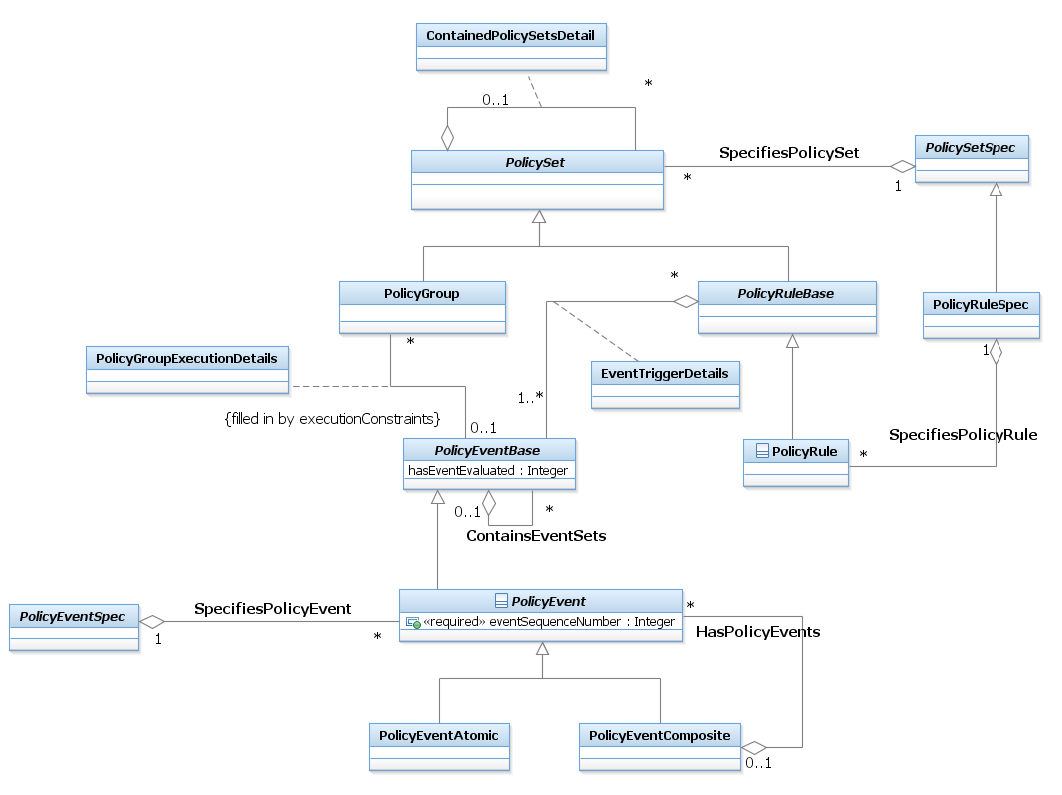 ContainedPolicySetsDetail
*
0..1
PolicySet
SpecifiesPolicySet
*
PolicySetSpec
1
PolicyGroup
*
PolicyRuleBase
*
PolicyRuleSpec
1
PolicyGroupExecutionDetails
{filled in by executionConstraints}
EventTriggerDetails
1..*
0..1
PolicyEventBase
hasEventEvaluated : Integer
PolicyRule
*
SpecifiesPolicyRule
0..1
*
ContainsEventSets
PolicyEventSpec
1
SpecifiesPolicyEvent
*
PolicyEvent
«required» eventSequenceNumber : Integer
*
HasPolicyEvents
PolicyEventAtomic
PolicyEventComposite
0..1